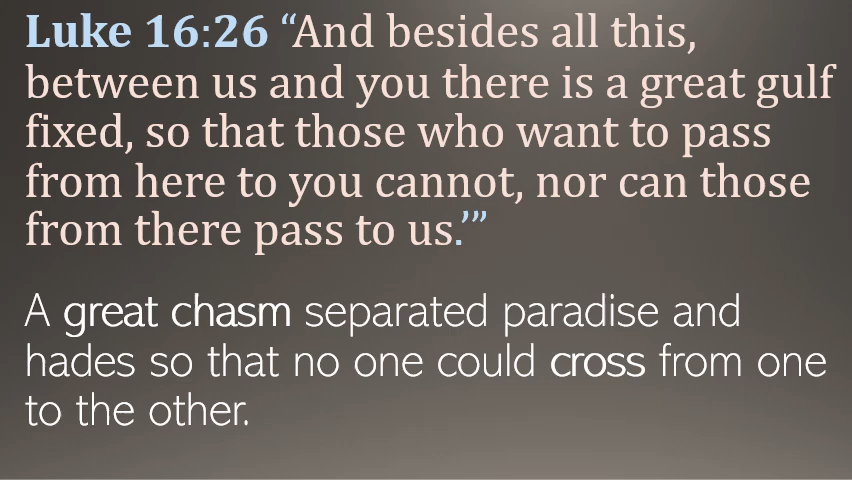 Luke 16:26 “And besides all this,
between us and you there is a great gulf
fixed, so that those who want to pass
from here to you cannot, nor can those
from there pass to us.’”
A great chasm separated paradise and
hades so that no one could cross from one
to the other.